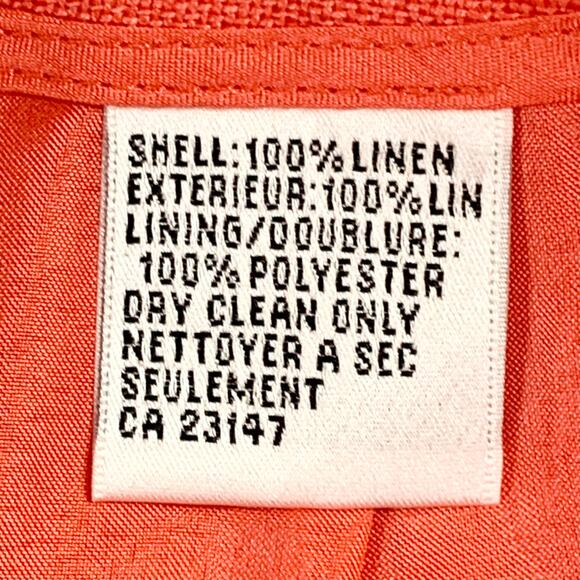 SHELL:100% LINEN
EXTERIEUR:100% LIN
LINING/DOUBLURE:
100% POLYESTER
DRY CLEAN ONLY
NETTOYER A SEC
SEULEMENT
CA 23147